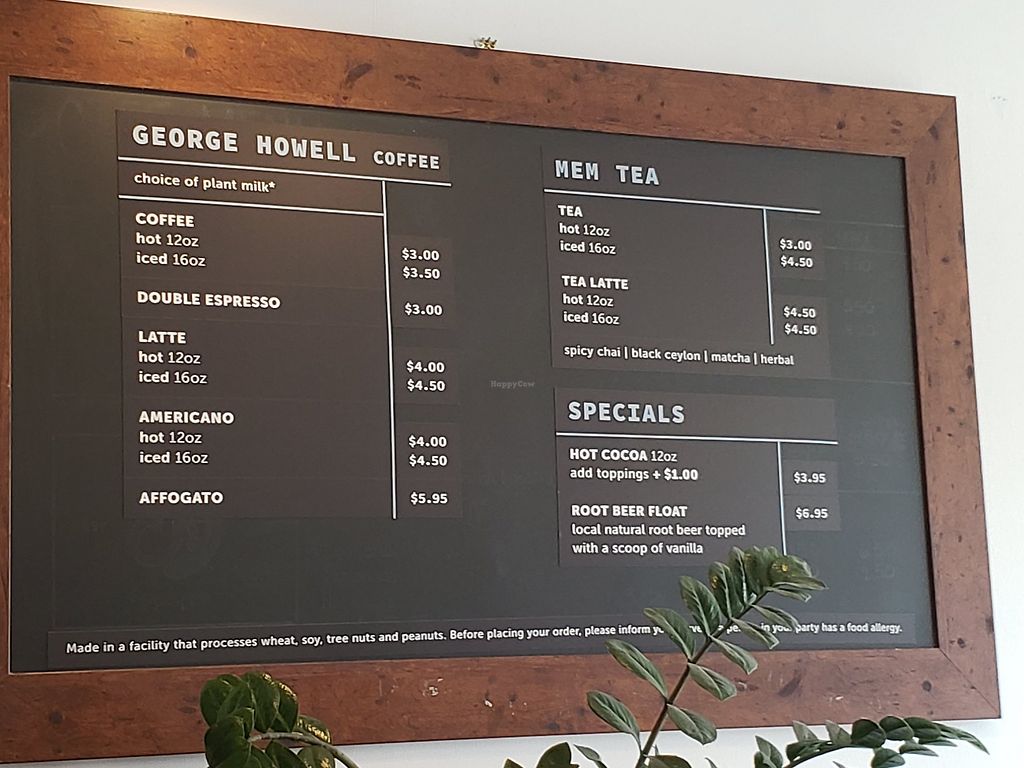 GEORGE HOWELL COFFEE
choice of plant milk*
COFFEE
hot 12oz $3.00
iced 16oz $3.50
DOUBLE ESPRESSO $3.00
LATTE
hot 12oz $4.00
iced 16oz $4.50
AMERICANO
hot 12oz $4.00
iced 16oz $4.50
AFFOGATO $5.95
MEM TEA
TEA
hot 12oz $3.00
iced 16oz $4.50
TEA LATTE
hot 12oz $4.50
iced 16oz $4.50
spicy chai | black ceylon | matcha | herbal
SPECIALS
HOT COCOA 12oz
add toppings + $1.00 $3.95
ROOT BEER FLOAT $6.95
local natural root beer topped
with a scoop of vanilla
Made in a facility that processes wheat, soy, tree nuts and peanuts. Before placing your order, please inform in your party has a food allergy.
HappyCow